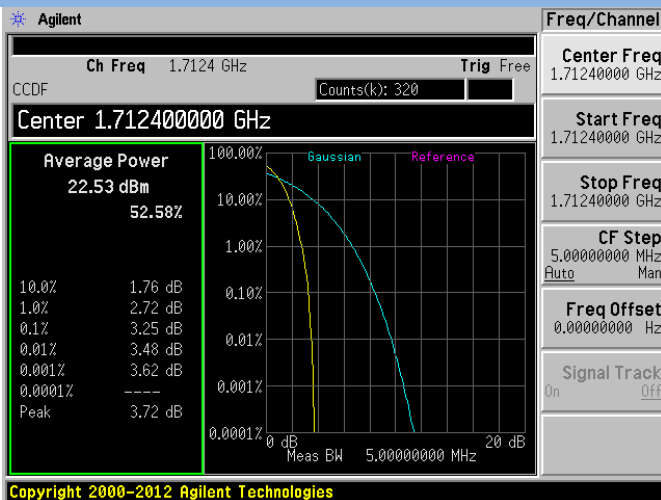 Agilent
Freq/Channel
Ch Freq 1.7124 GHz Trig Free
CCDF Counts(k): 320
Center 1.712400000 GHz
Average Power
22.53 dBm
52.58%
10.0% 1.76 dB
1.0% 2.72 dB
0.1% 3.25 dB
0.01% 3.48 dB
0.001% 3.62 dB
0.0001% ----
Peak 3.72 dB
Gaussian Reference
100.00%
10.00%
1.00%
0.10%
0.01%
0.001%
0.0001%
0 dB 20 dB
Meas BW 5.00000000 MHz
Center Freq
1.71240000 GHz
Start Freq
1.71240000 GHz
Stop Freq
1.71240000 GHz
CF Step
5.00000000 MHz
Auto Man
Freq Offset
0.00000000 Hz
Signal Track
On Off
Copyright 2000-2012 Agilent Technologies